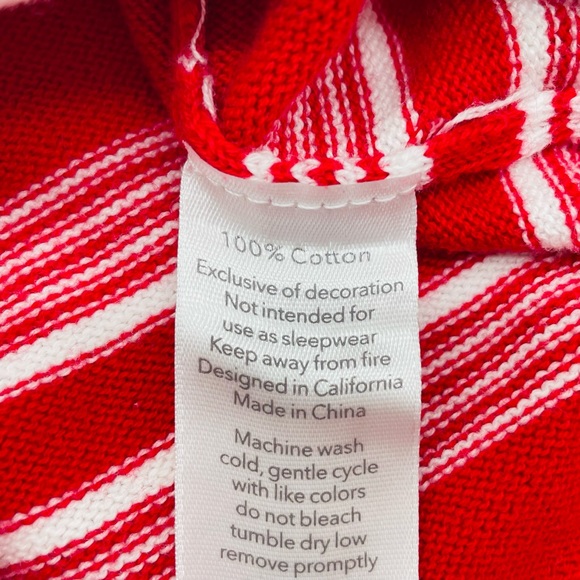 100% Cotton
Exclusive of decoration
Not intended for
use as sleepwear
Keep away from fire
Designed in California
Made in China
Machine wash
cold, gentle cycle
with like colors
do not bleach
tumble dry low
remove promptly